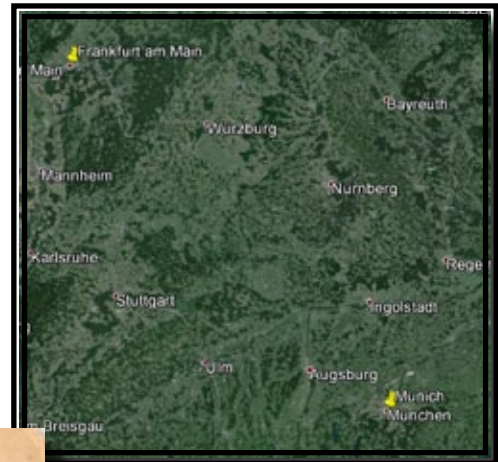 Frankfurt am Main
Main
Bayreuth
Wurzburg
Mannheim
Nurnberg
Karlsruhe
Rege
Stuttgart
Ingolstadt
Ulm
Augsburg
Munich
Munchen
m Breisgau